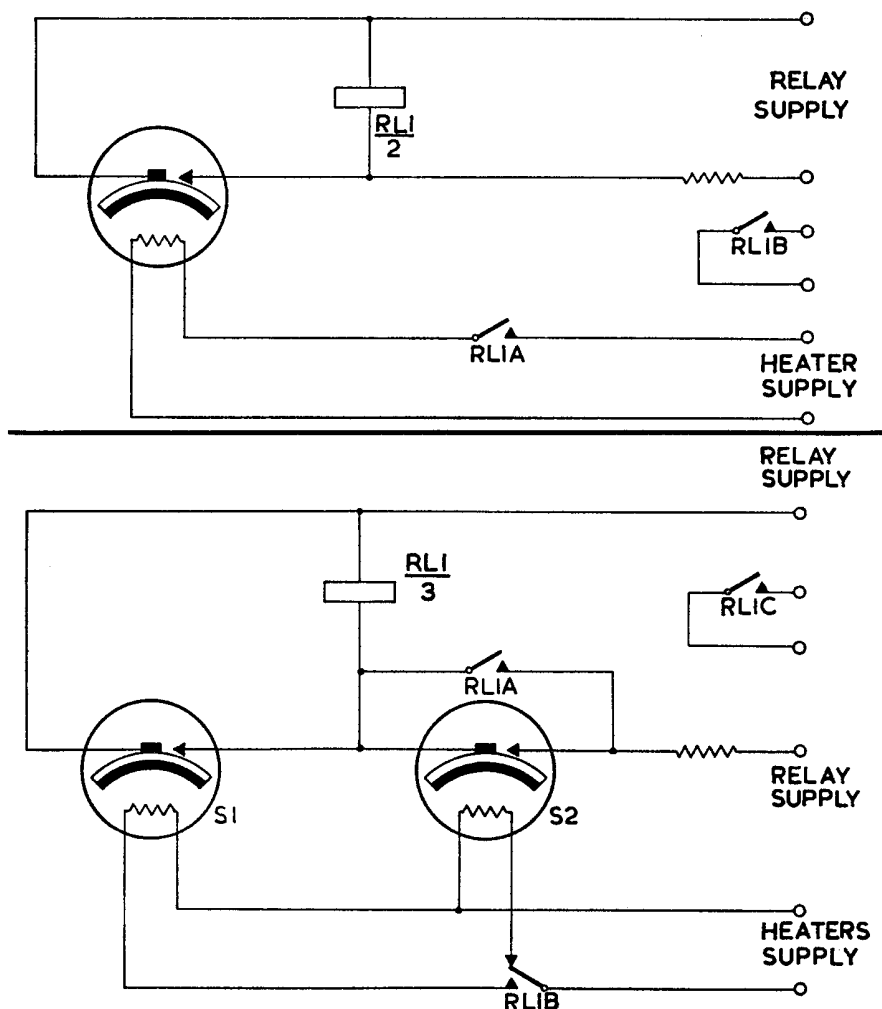 RELAY
SUPPLY
RL1
2
RL1B
RL1A
HEATER
SUPPLY
RELAY
SUPPLY
RL1
3
RL1C
RL1A
RELAY
SUPPLY
S1
S2
HEATERS
SUPPLY
RL1B